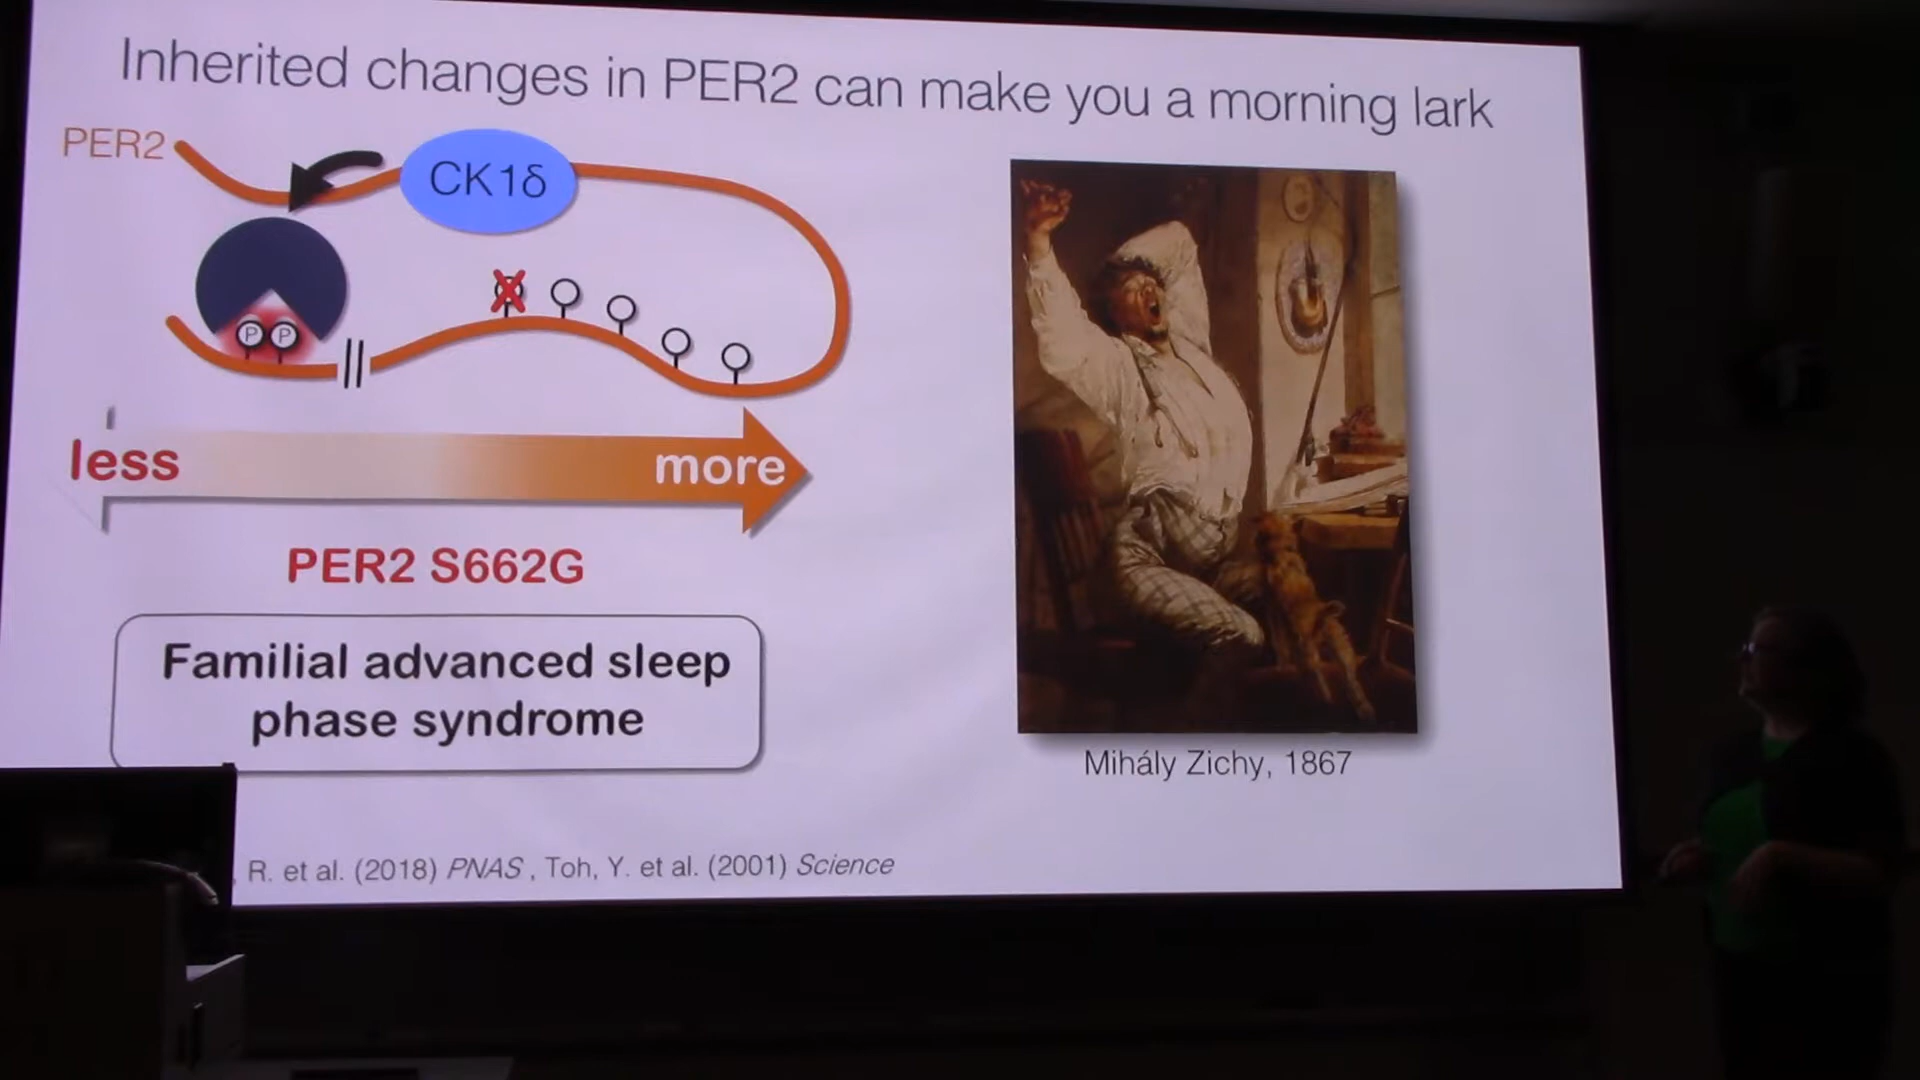 Inherited changes in PER2 can make you a morning lark
PER2
CK1δ
P P
less
more
PER2 S662G
Familial advanced sleep
phase syndrome
Mihály Zichy, 1867
R. et al. (2018) PNAS , Toh, Y. et al. (2001) Science